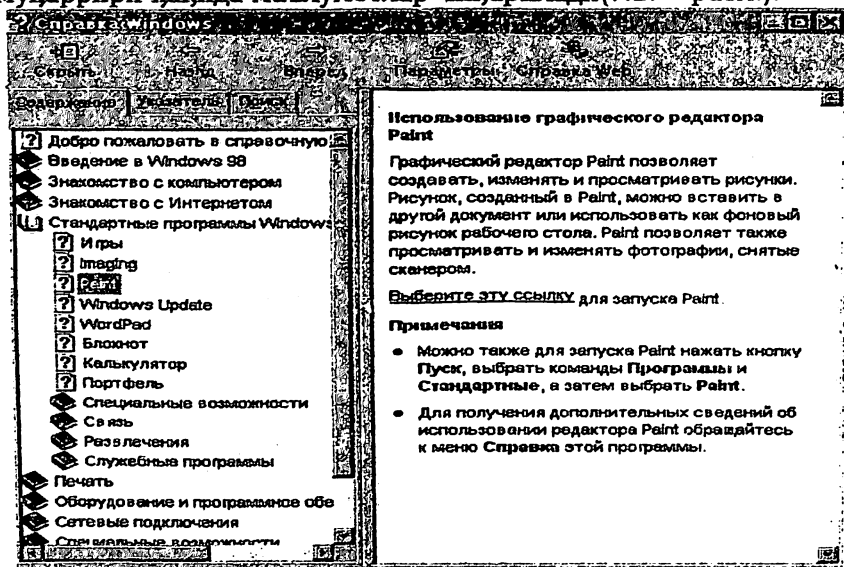 Справка:Windows
Скрыть Назад Вперед Параметры Справка Web
Содержание Указатель Поиск
? Добро пожаловать в справочную
Введение в Windows 98
Знакомство с компьютером
Знакомство с Интернетом
Стандартные программы Windows
? Игры
? Imaging
? Paint
? Windows Update
? WordPad
? Блокнот
? Калькулятор
? Портфель
Специальные возможности
Связь
Развлечения
Служебные программы
Печать
Оборудование и программное обе
Сетевые подключения
Специальные возможности
Использование графического редактора
Paint
Графический редактор Paint позволяет
создавать, изменять и просматривать рисунки.
Рисунок, созданный в Paint, можно вставить в
другой документ или использовать как фоновый
рисунок рабочего стола. Paint позволяет также
просматривать и изменять фотографии, снятые
сканером.
Выберите эту ссылку для запуска Paint.
Примечания
• Можно также для запуска Paint нажать кнопку
Пуск, выбрать команды Программы и
Стандартные, а затем выбрать Paint.
• Для получения дополнительных сведений об
использовании редактора Paint обращайтесь
к меню Справка этой программы.